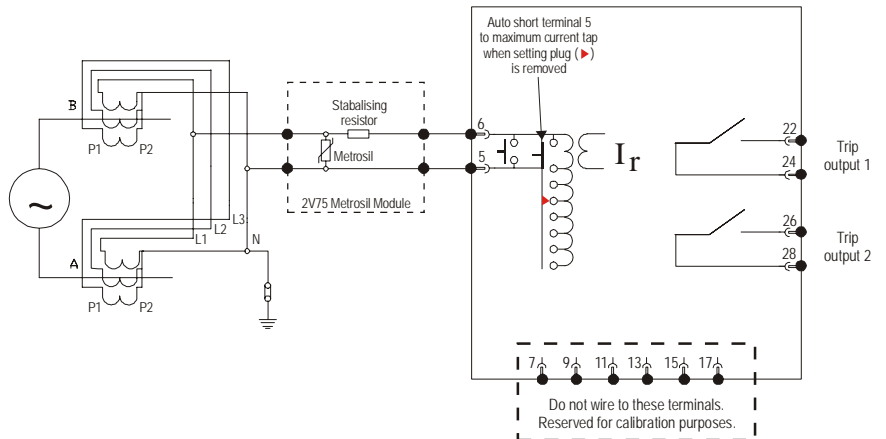 Auto short terminal 5
to maximum current tap
when setting plug ( )
is removed
B
P1 P2
Stabalising
resistor
Metrosil
2V75 Metrosil Module
6
5
Ir
22
24
Trip
output 1
26
28
Trip
output 2
~
L3
L2
L1
N
A
P1 P2
7 9 11 13 15 17
Do not wire to these terminals.
Reserved for calibration purposes.